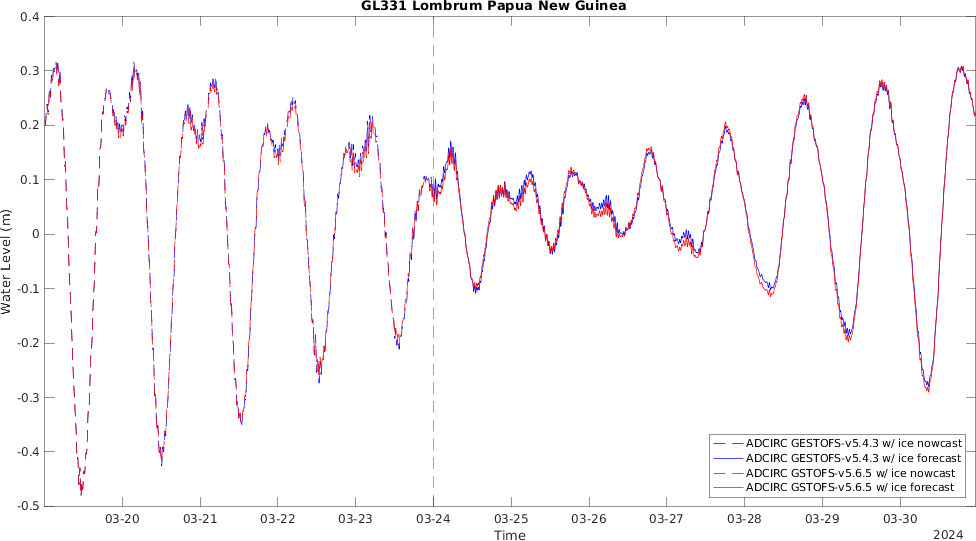 GL331 Lombrum Papua New Guinea
0.4
0.3
0.2
0.1
0
-0.1
-0.2
-0.3
-0.4
-0.5
Water Level (m)
03-20 03-21 03-22 03-23 03-24 03-25 03-26 03-27 03-28 03-29 03-30
Time
2024
ADCIRC GESTOFS-v5.4.3 w/ ice nowcast
ADCIRC GESTOFS-v5.4.3 w/ ice forecast
ADCIRC GSTOFS-v5.6.5 w/ ice nowcast
ADCIRC GSTOFS-v5.6.5 w/ ice forecast